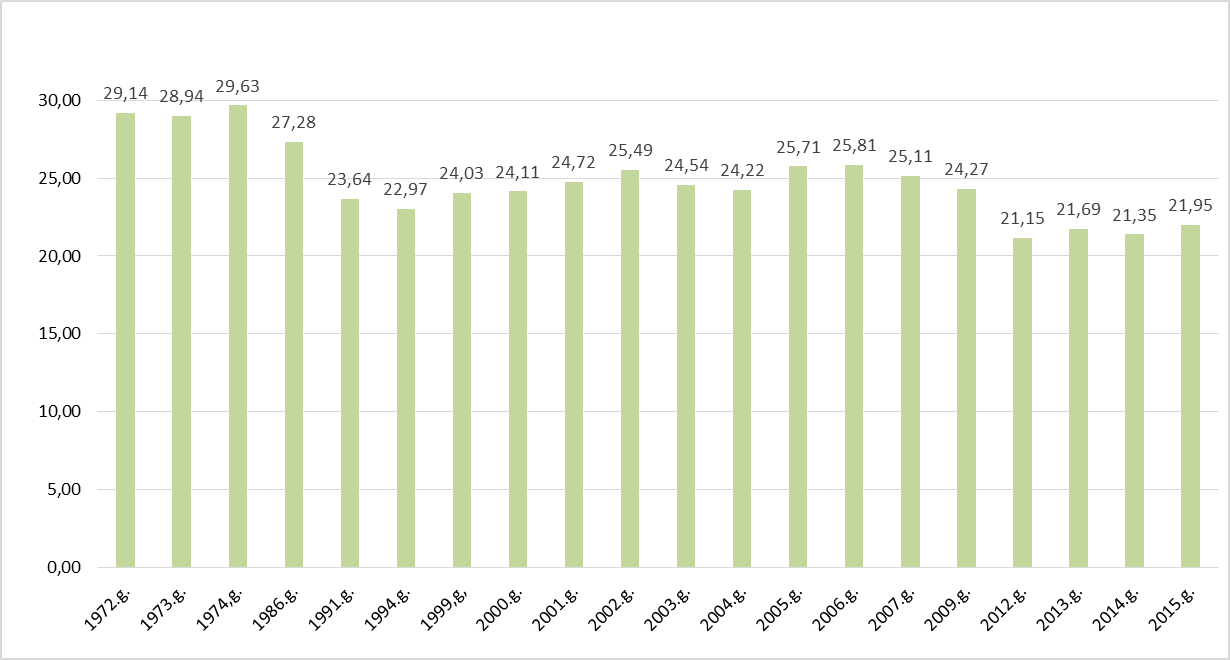 29,14
28,94
29,63
27,28
23,64
22,97
24,03
24,11
24,72
25,49
24,54
24,22
25,71
25,81
25,11
24,27
21,15
21,69
21,35
21,95
30,00
25,00
20,00
15,00
10,00
5,00
0,00
1972.g.
1973.g.
1974,g.
1986.g.
1991.g.
1994.g.
1999,g,
2000.g.
2001.g.
2002.g.
2003.g.
2004.g.
2005.g.
2006.g.
2007.g.
2009.g.
2012.g.
2013.g.
2014.g.
2015.g.